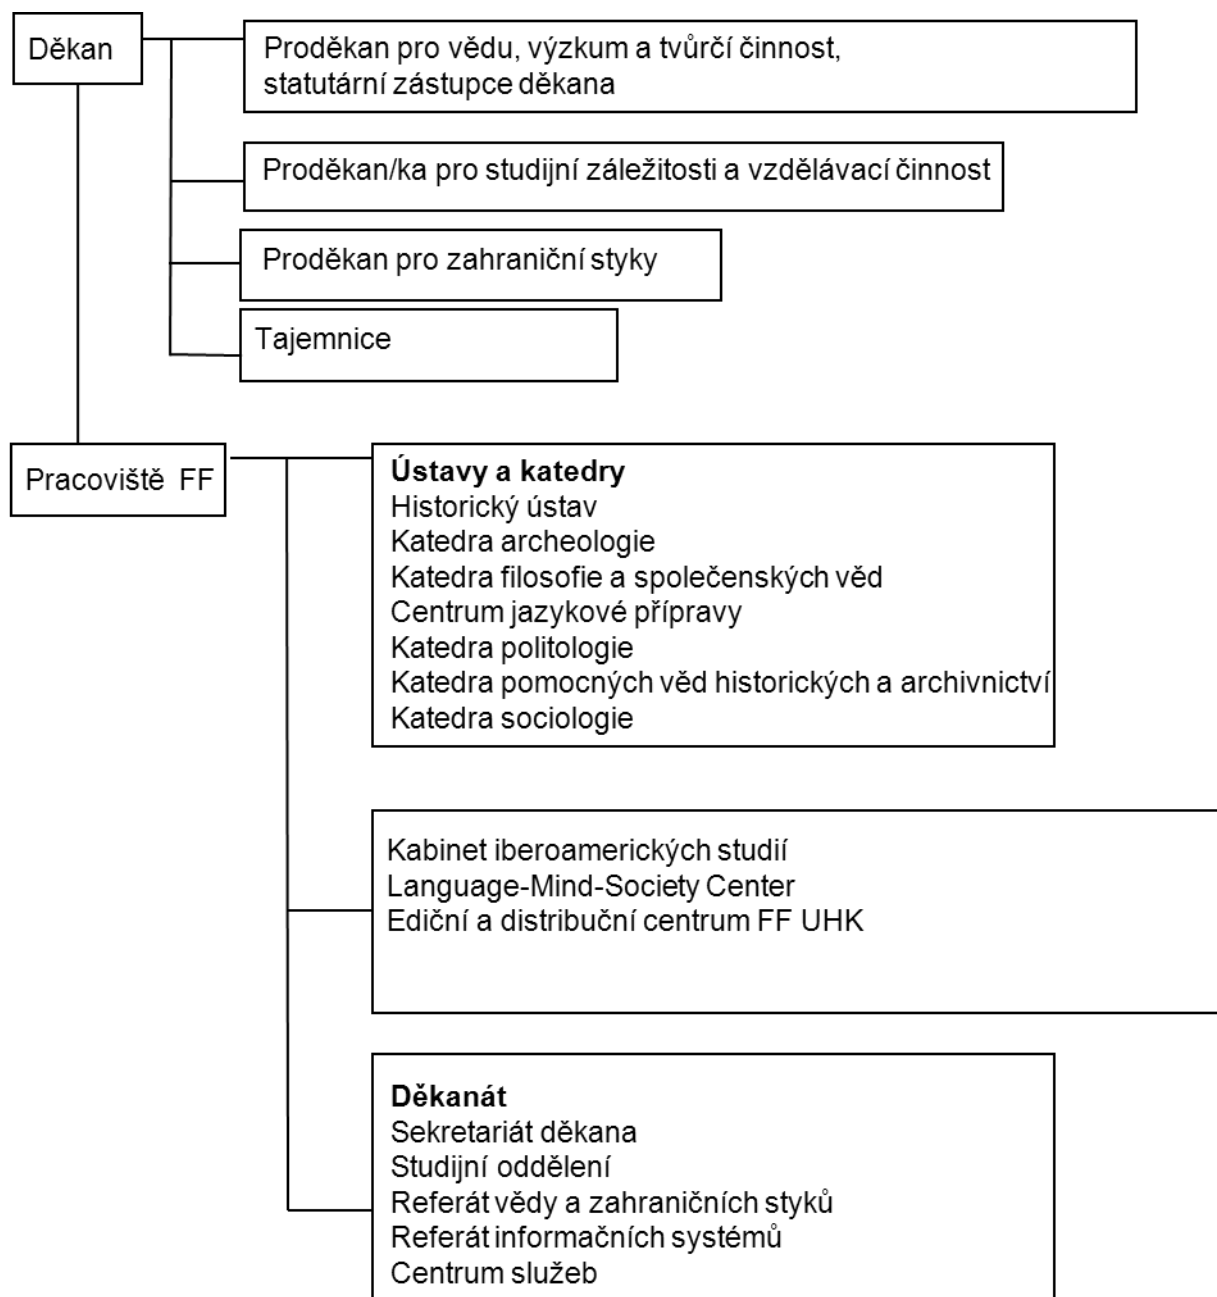 Děkan
Proděkan pro vědu, výzkum a tvůrčí činnost,
statutární zástupce děkana
Proděkan/ka pro studijní záležitosti a vzdělávací činnost
Proděkan pro zahraniční styky
Tajemnice
Pracoviště FF
Ústavy a katedry
Historický ústav
Katedra archeologie
Katedra filosofie a společenských věd
Centrum jazykové přípravy
Katedra politologie
Katedra pomocných věd historických a archivnictví
Katedra sociologie
Kabinet iberoamerických studií
Language-Mind-Society Center
Ediční a distribuční centrum FF UHK
Děkanát
Sekretariát děkana
Studijní oddělení
Referát vědy a zahraničních styků
Referát informačních systémů
Centrum služeb